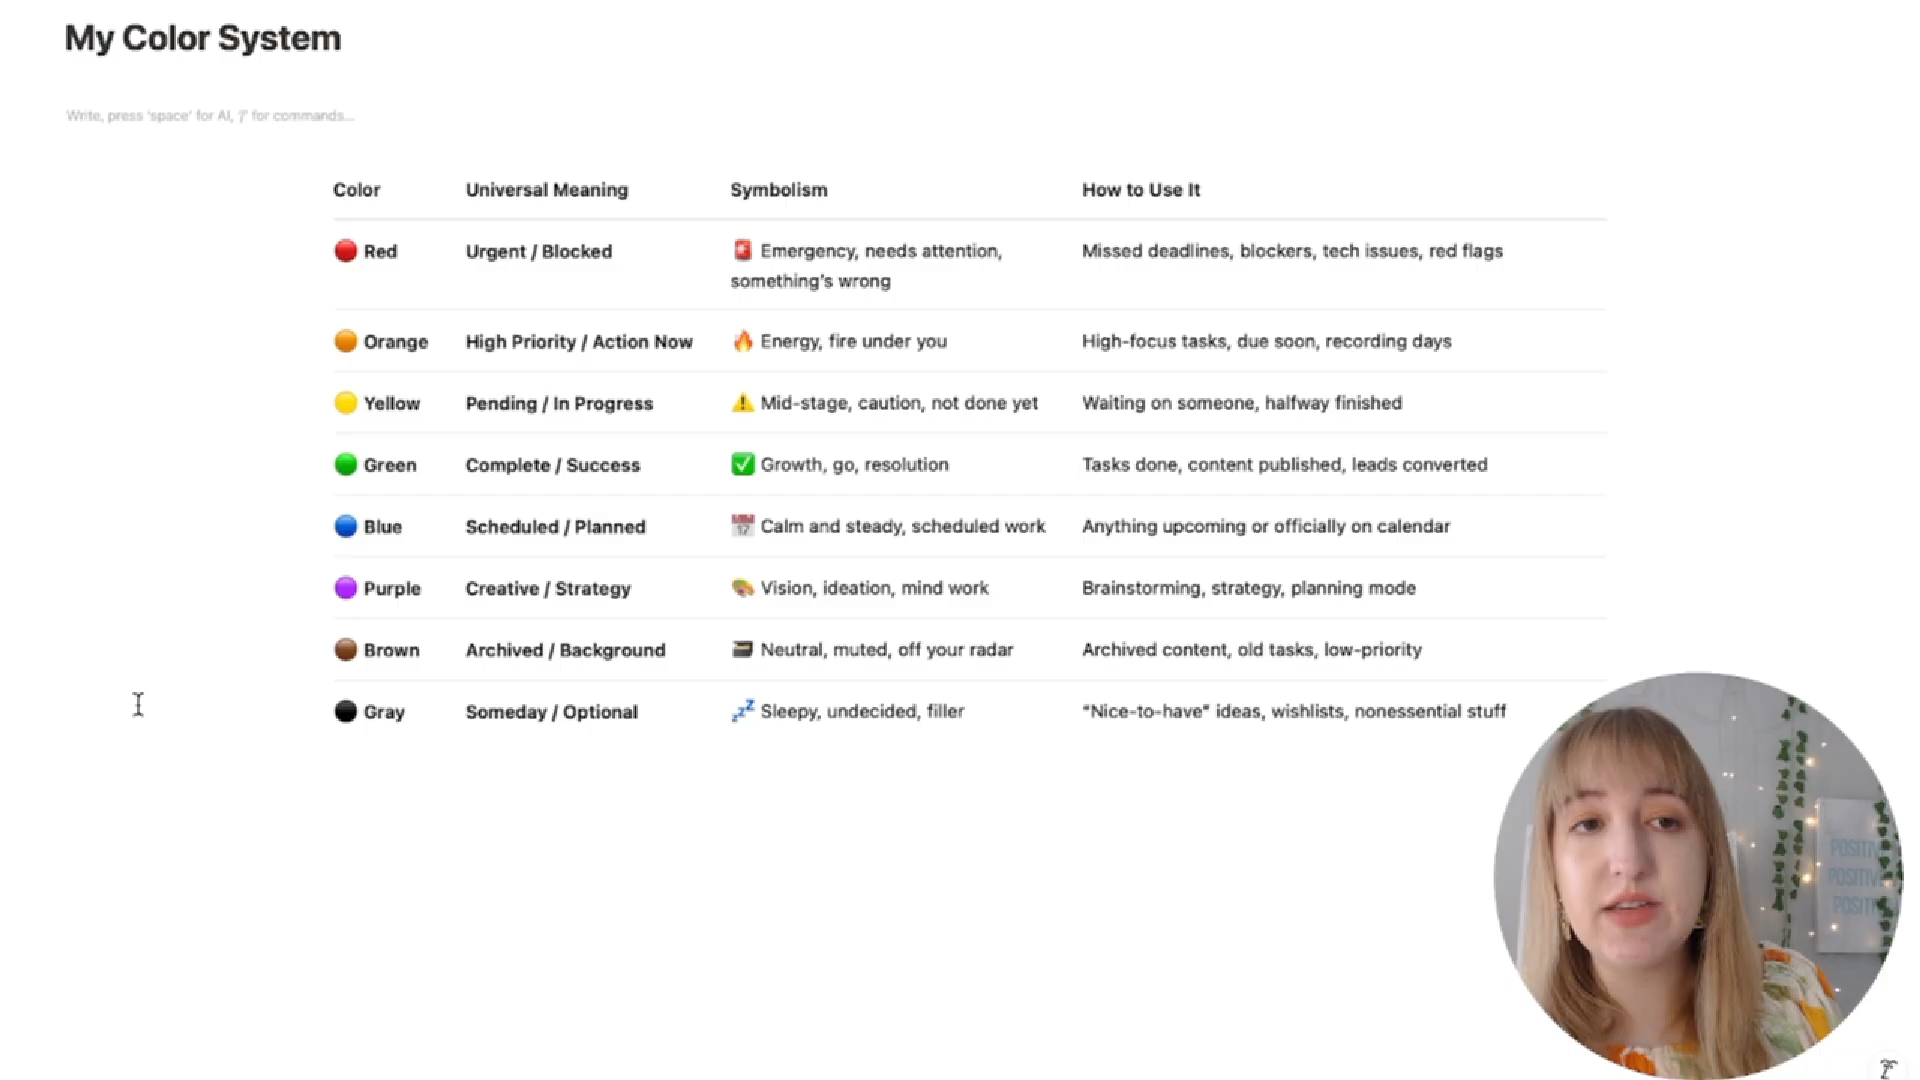 My Color System
Write, press 'space' for AI, '/' for commands...
Color Universal Meaning Symbolism How to Use It
Red Urgent / Blocked 🚨 Emergency, needs attention, Missed deadlines, blockers, tech issues, red flags
something's wrong
Orange High Priority / Action Now 🔥 Energy, fire under you High-focus tasks, due soon, recording days
Yellow Pending / In Progress ⚠️ Mid-stage, caution, not done yet Waiting on someone, halfway finished
Green Complete / Success ✅ Growth, go, resolution Tasks done, content published, leads converted
Blue Scheduled / Planned 📅 Calm and steady, scheduled work Anything upcoming or officially on calendar
Purple Creative / Strategy 🎨 Vision, ideation, mind work Brainstorming, strategy, planning mode
Brown Archived / Background 🗃️ Neutral, muted, off your radar Archived content, old tasks, low-priority
Gray Someday / Optional 💤 Sleepy, undecided, filler "Nice-to-have" ideas, wishlists, nonessential stuff